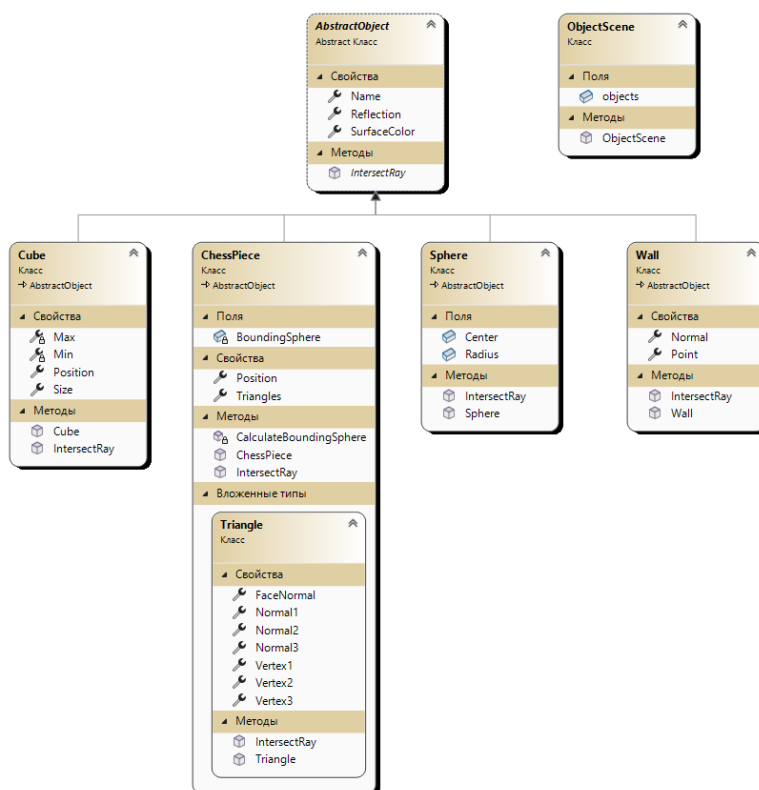 AbstractObject
Abstract Класс
Свойства
Name
Reflection
SurfaceColor
Методы
IntersectRay
ObjectScene
Класс
Поля
objects
Методы
ObjectScene
Cube
Класс
AbstractObject
Свойства
Max
Min
Position
Size
Методы
Cube
IntersectRay
ChessPiece
Класс
AbstractObject
Поля
BoundingSphere
Свойства
Position
Triangles
Методы
CalculateBoundingSphere
ChessPiece
IntersectRay
Вложенные типы
Triangle
Класс
Свойства
FaceNormal
Normal1
Normal2
Normal3
Vertex1
Vertex2
Vertex3
Методы
IntersectRay
Triangle
Sphere
Класс
AbstractObject
Поля
Center
Radius
Методы
IntersectRay
Sphere
Wall
Класс
AbstractObject
Свойства
Normal
Point
Методы
IntersectRay
Wall